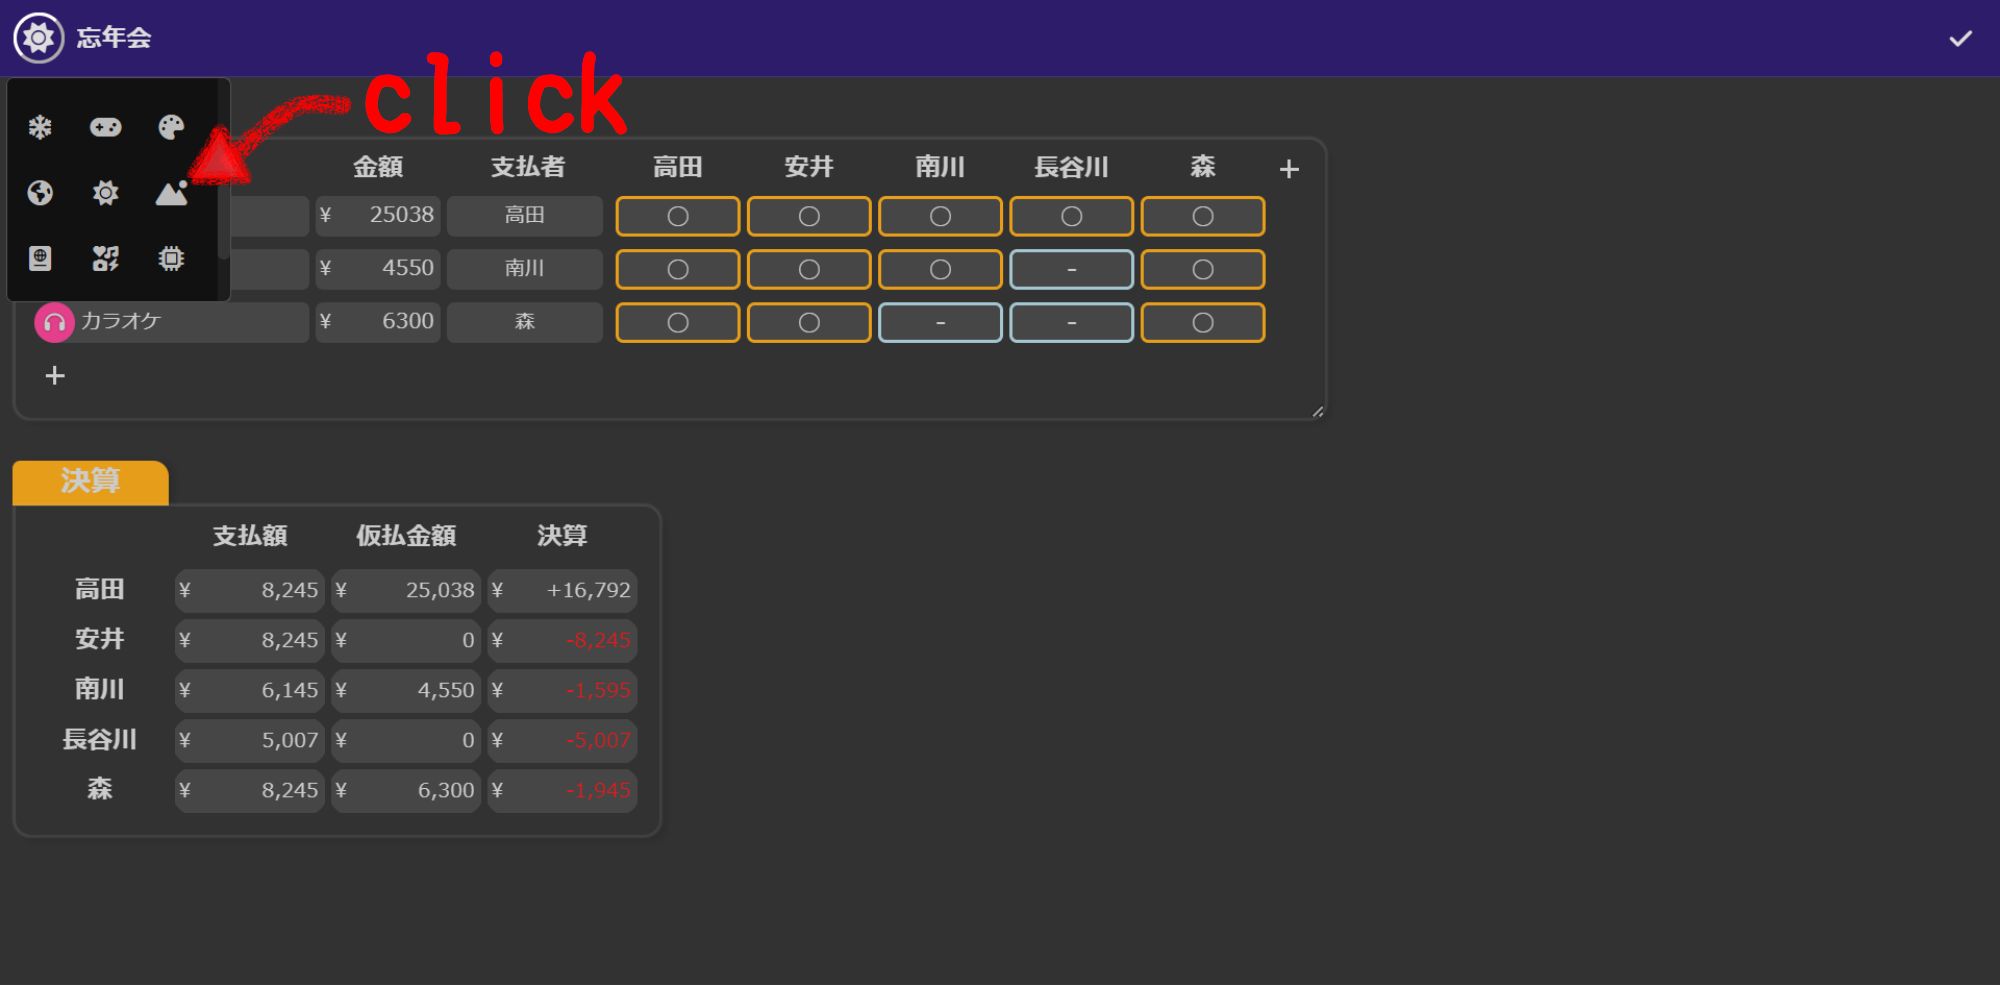 忘年会
click
金額 支払者 高田 安井 南川 長谷川 森 +
¥ 25038 高田 ○ ○ ○ ○ ○
¥ 4550 南川 ○ ○ ○ - ○
カラオケ ¥ 6300 森 ○ ○ - - ○
+
決算
支払額 仮払金額 決算
高田 ¥ 8,245 ¥ 25,038 ¥ +16,792
安井 ¥ 8,245 ¥ 0 ¥ -8,245
南川 ¥ 6,145 ¥ 4,550 ¥ -1,595
長谷川 ¥ 5,007 ¥ 0 ¥ -5,007
森 ¥ 8,245 ¥ 6,300 ¥ -1,945